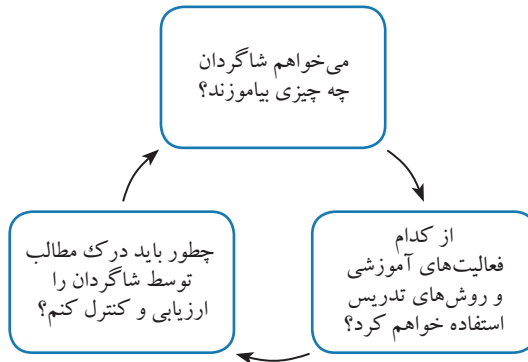 می‌خواهم شاگردان
چه چیزی بیاموزند؟
از کدام
فعالیت‌های آموزشی
و روش‌های تدریس
استفاده خواهم کرد؟
چطور باید درک مطالب
توسط شاگردان را
ارزیابی و کنترل کنم؟